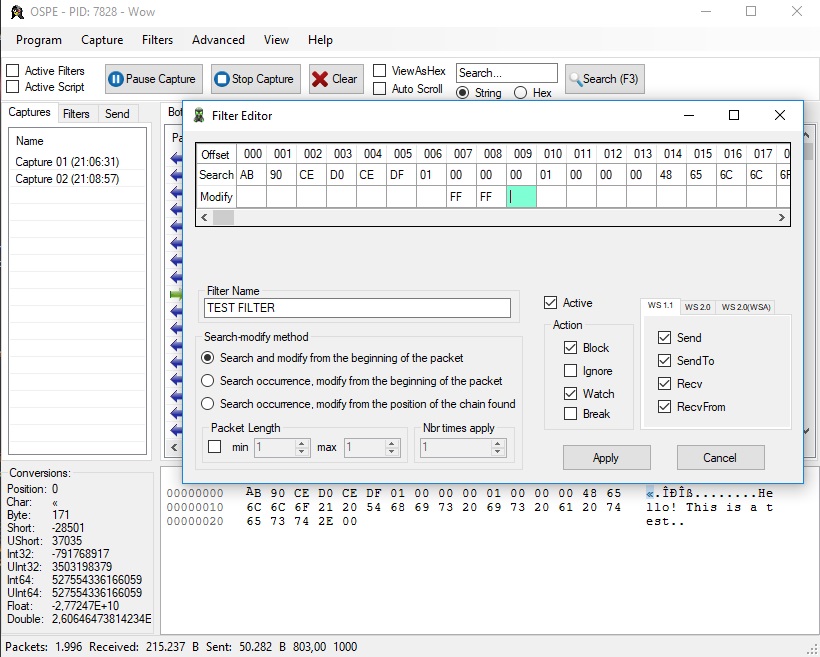 OSPE - PID: 7828 - Wow
Program Capture Filters Advanced View Help
Active Filters
Active Script
Pause Capture
Stop Capture
Clear
ViewAsHex
Auto Scroll
Search...
String Hex
Search (F3)
Captures Filters Send
Name
Capture 01 (21:06:31)
Capture 02 (21:08:57)
Filter Editor
Offset 000 001 002 003 004 005 006 007 008 009 010 011 012 013 014 015 016 017
Search AB 90 CE D0 CE DF 01 00 00 00 01 00 00 00 48 65 6C 6C 6F
Modify FF FF
Filter Name
TEST FILTER
Search-modify method
Search and modify from the beginning of the packet
Search occurrence, modify from the beginning of the packet
Search occurrence, modify from the position of the chain found
Packet Length
min 1 max 1
Nbr times apply
1
Active
Action
Block
Ignore
Watch
Break
WS 1.1 WS 2.0 WS 2.0(WSA)
Send
SendTo
Recv
RecvFrom
Apply Cancel
Conversions:
Position: 0
Char: «
Byte: 171
Short: -28501
UShort: 37035
Int32: -791768917
UInt32: 3503198379
Int64: 527554336166059
UInt64: 527554336166059
Float: -2,77247E+10
Double: 2,60646473814234E
00000000 AB 90 CE D0 CE DF 01 00 00 00 01 00 00 00 48 65 «.ÎÐÎß........He
00000010 6C 6C 6F 21 20 54 68 69 73 20 69 73 20 61 20 74 llo! This is a t
00000020 65 73 74 2E 00 est..
Packets: 1.996 Received: 215.237 B Sent: 50.282 B 803,00 1000